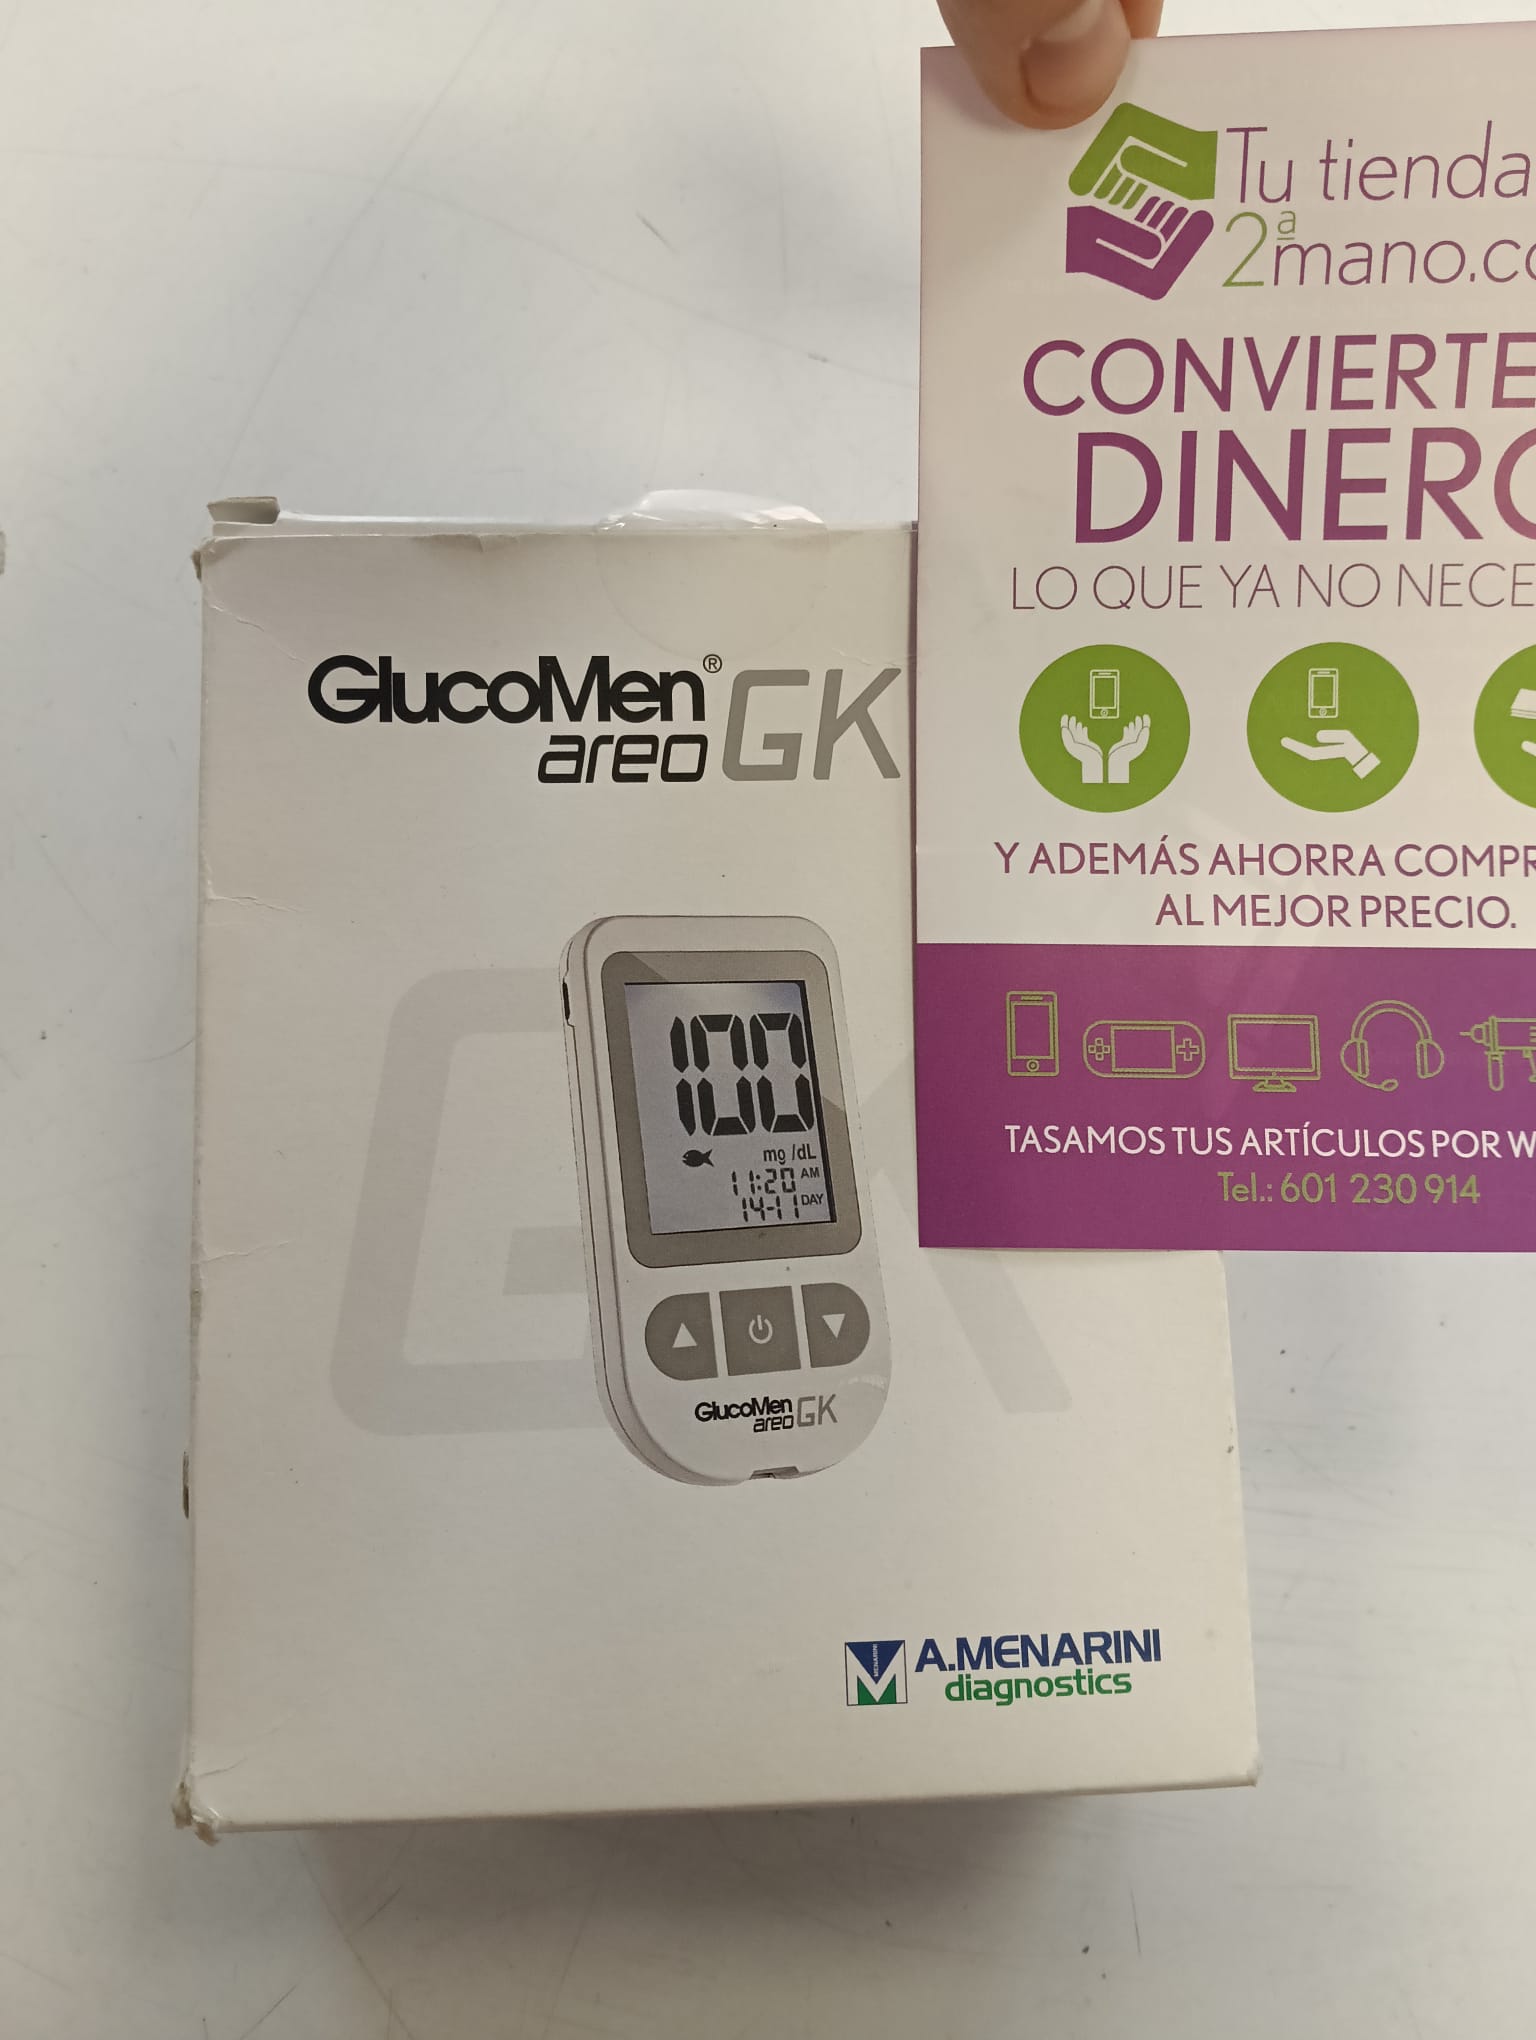 Tu tienda
2ª mano.co
CONVIERTE
DINERO
LO QUE YA NO NECE
Y ADEMÁS AHORRA COMPR
AL MEJOR PRECIO.
TASAMOS TUS ARTÍCULOS POR W
Tel.: 601 230 914
GlucoMen®
areo GK
100
mg/dL
11:20 AM
14-11 DAY
GlucoMen
areo GK
MENARINI
A.MENARINI
diagnostics